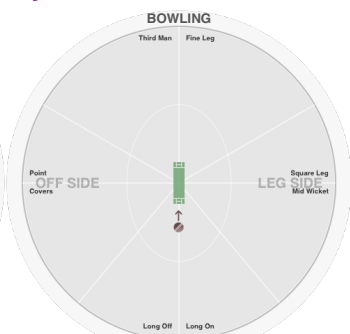 BOWLING
Third Man
Fine Leg
Point
Square Leg
OFF SIDE
LEG SIDE
Covers
Mid Wicket
Long Off
Long On